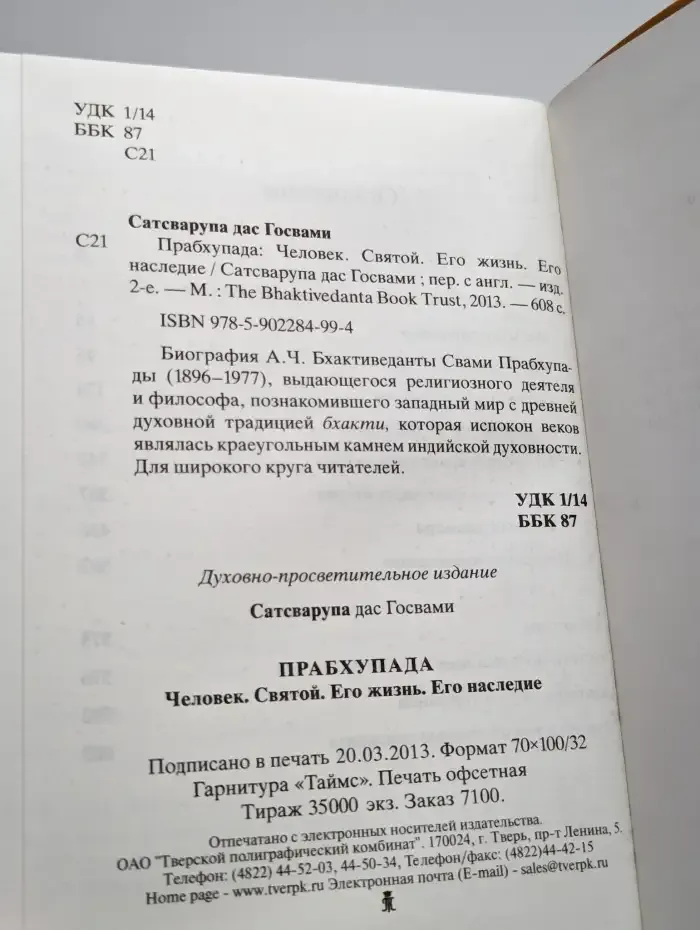 УДК 1/14
ББК 87
С21
Сатсварупа дас Госвами
С21 Прабхупада: Человек. Святой. Его жизнь. Его
наследие / Сатсварупа дас Госвами ; пер. с англ. — изд.
2-е. — М. : The Bhaktivedanta Book Trust, 2013. — 608 с.
ISBN 978-5-902284-99-4
Биография А.Ч. Бхактиведанты Свами Прабхупа-
ды (1896–1977), выдающегося религиозного деятеля
и философа, познакомившего западный мир с древней
духовной традицией бхакти, которая испокон веков
являлась краеугольным камнем индийской духовности.
Для широкого круга читателей.
УДК 1/14
ББК 87
Духовно-просветительное издание
Сатсварупа дас Госвами
ПРАБХУПАДА
Человек. Святой. Его жизнь. Его наследие
Подписано в печать 20.03.2013. Формат 70×100/32
Гарнитура «Таймс». Печать офсетная
Тираж 35000 экз. Заказ 7100.
Отпечатано с электронных носителей издательства.
ОАО "Тверской полиграфический комбинат". 170024, г. Тверь, пр-т Ленина, 5.
Телефон: (4822) 44-52-03, 44-50-34, Телефон/факс: (4822)44-42-15
Home page - www.tverpk.ru Электронная почта (E-mail) - sales@tverpk.ru